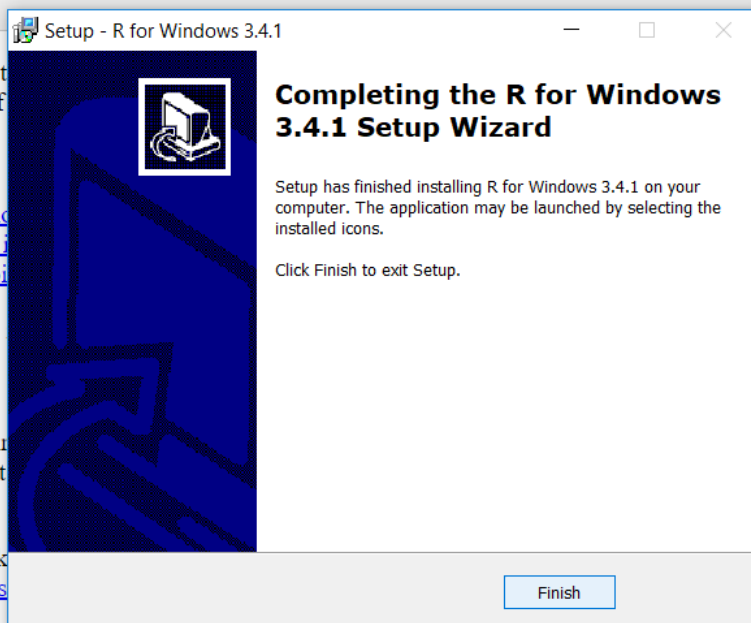 Setup - R for Windows 3.4.1
Completing the R for Windows
3.4.1 Setup Wizard
Setup has finished installing R for Windows 3.4.1 on your
computer. The application may be launched by selecting the
installed icons.
Click Finish to exit Setup.
Finish